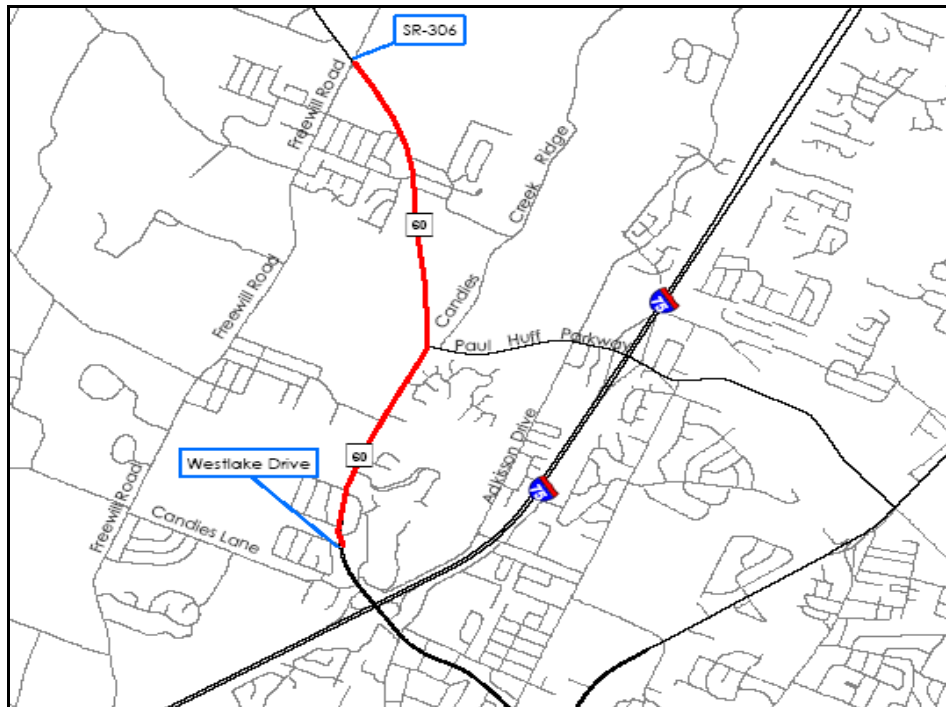 SR-306
Freewill Road
Creek Ridge
60
Freewill Road
Candies
75
Paul Huff Parkway
60
Westlake Drive
Adkisson Drive
75
Freewill Road
Candies Lane